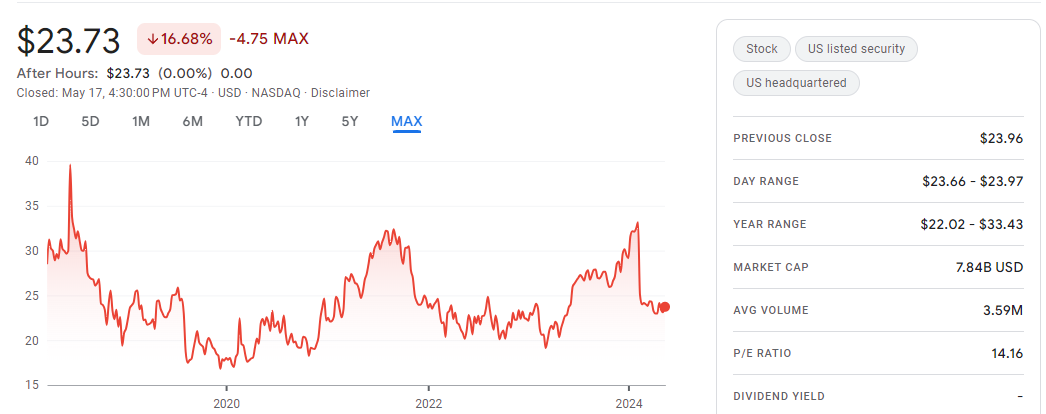 $23.73 ↓16.68% -4.75 MAX
After Hours: $23.73 (0.00%) 0.00
Closed: May 17, 4:30:00 PM UTC-4 · USD · NASDAQ · Disclaimer
1D 5D 1M 6M YTD 1Y 5Y MAX
40
35
30
25
20
15
2020 2022 2024
Stock US listed security
US headquartered
PREVIOUS CLOSE $23.96
DAY RANGE $23.66 - $23.97
YEAR RANGE $22.02 - $33.43
MARKET CAP 7.84B USD
AVG VOLUME 3.59M
P/E RATIO 14.16
DIVIDEND YIELD -